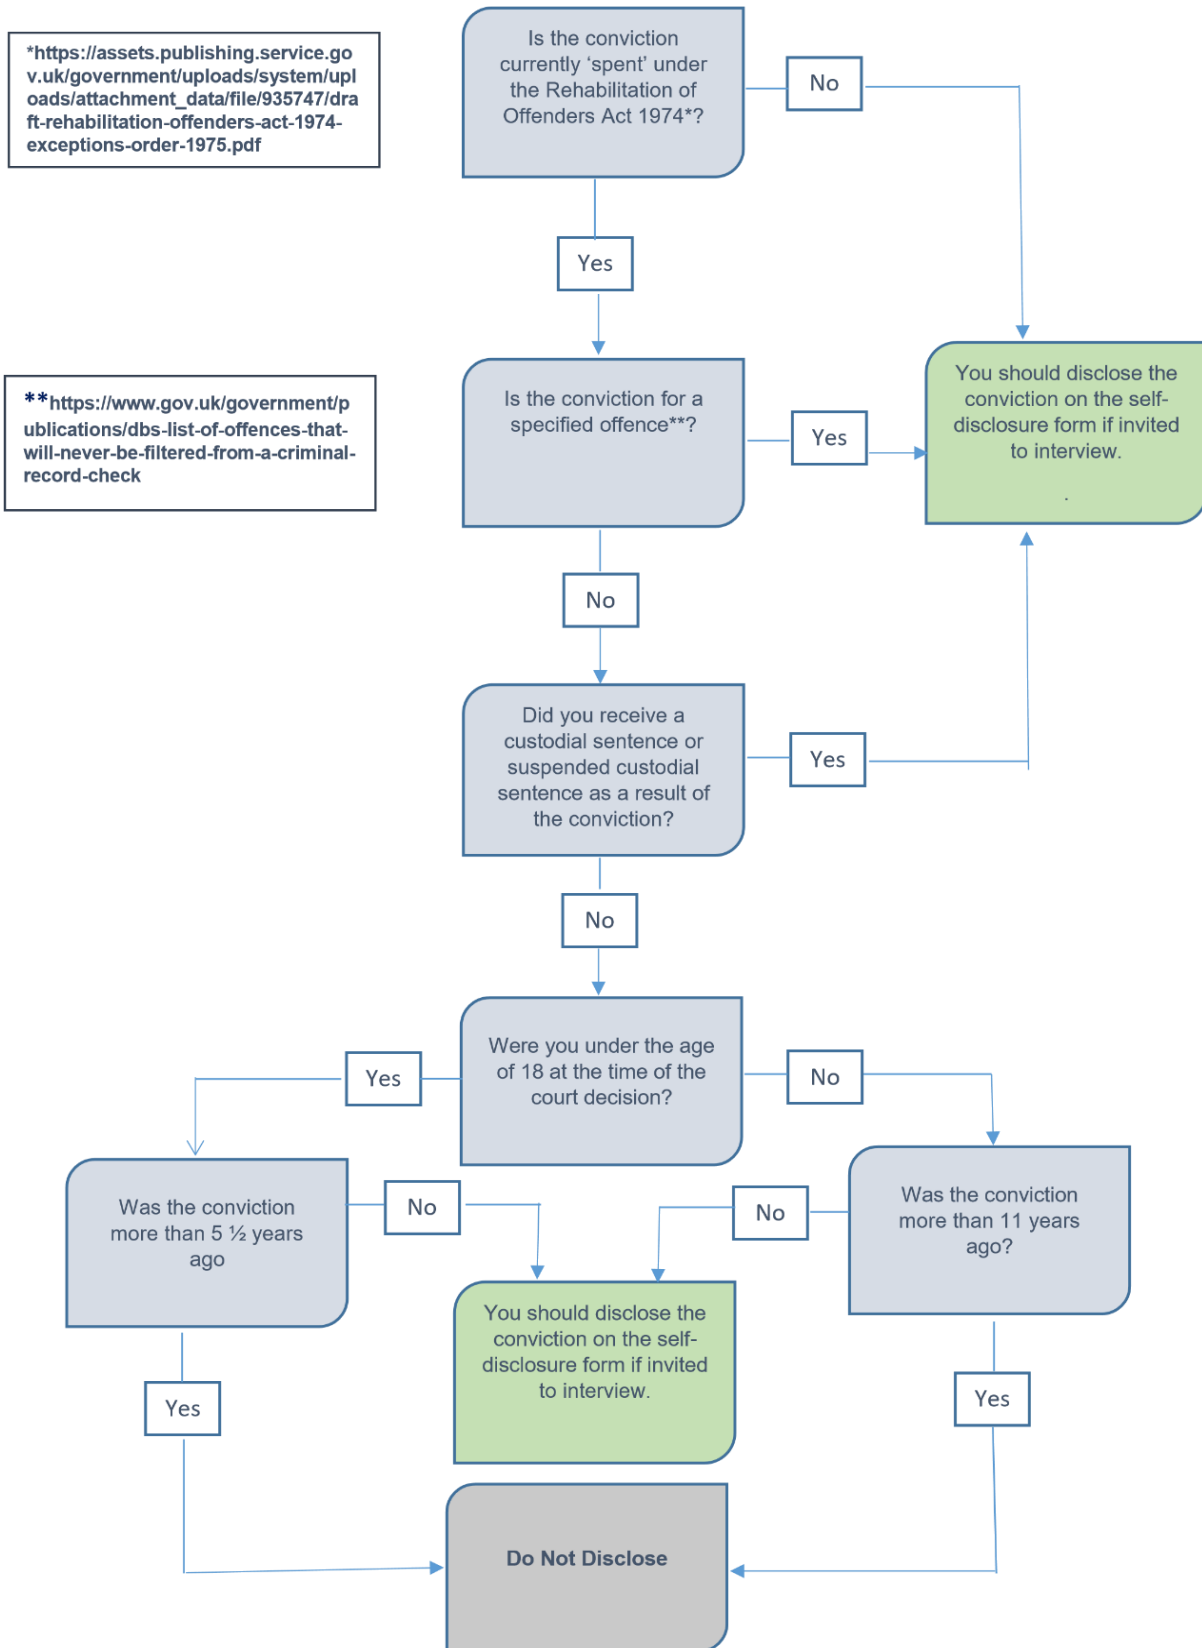 *https://assets.publishing.service.go
v.uk/government/uploads/system/upl
oads/attachment_data/file/935747/dra
ft-rehabilitation-offenders-act-1974-
exceptions-order-1975.pdf
Is the conviction
currently ‘spent’ under
the Rehabilitation of
Offenders Act 1974*?
No
Yes
**https://www.gov.uk/government/p
ublications/dbs-list-of-offences-that-
will-never-be-filtered-from-a-criminal-
record-check
Is the conviction for a
specified offence**?
Yes
You should disclose the
conviction on the self-
disclosure form if invited
to interview.
.
No
Did you receive a
custodial sentence or
suspended custodial
sentence as a result of
the conviction?
Yes
No
Were you under the age
of 18 at the time of the
court decision?
Yes
No
Was the conviction
more than 5 ½ years
ago
No
No
Was the conviction
more than 11 years
ago?
You should disclose the
conviction on the self-
disclosure form if invited
to interview.
Yes
Yes
Do Not Disclose